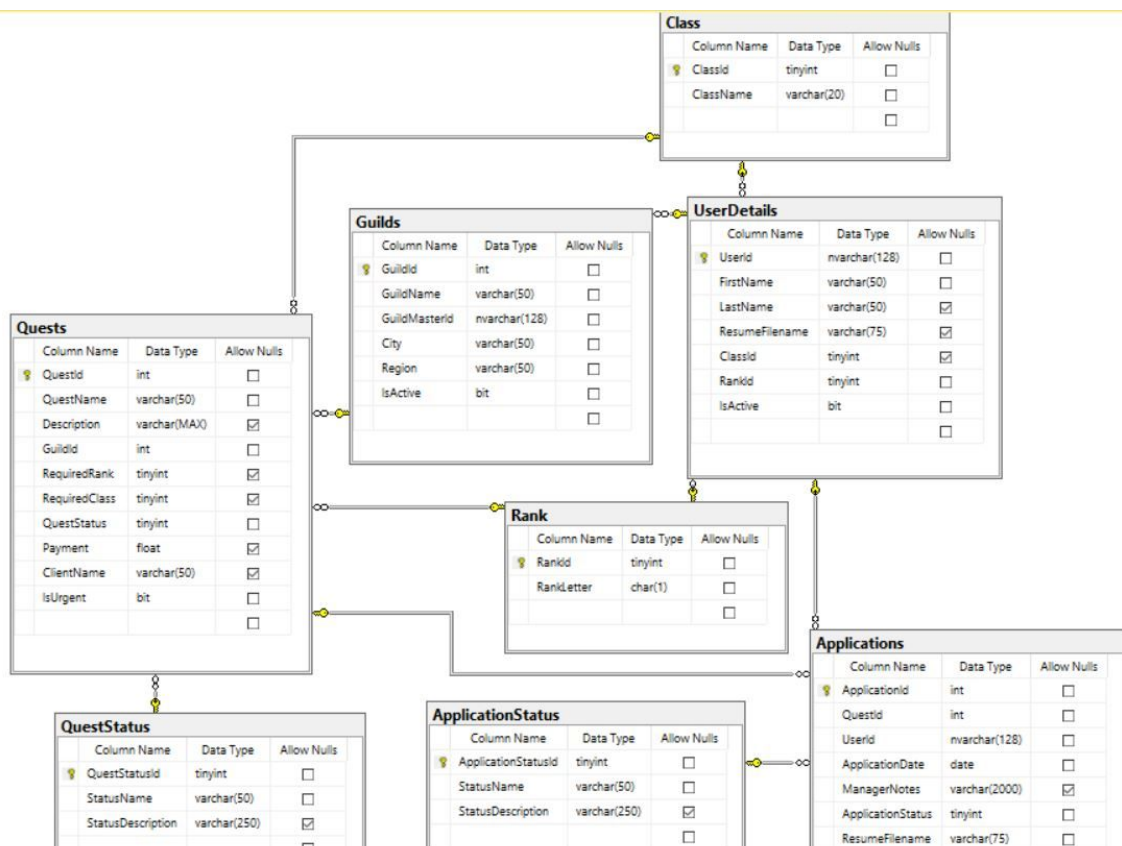 Class
Column Name Data Type Allow Nulls
ClassId tinyint
ClassName varchar(20)
Guilds
Column Name Data Type Allow Nulls
GuildId int
GuildName varchar(50)
GuildMasterId nvarchar(128)
City varchar(50)
Region varchar(50)
IsActive bit
UserDetails
Column Name Data Type Allow Nulls
UserId nvarchar(128)
FirstName varchar(50)
LastName varchar(50)
ResumeFilename varchar(75)
ClassId tinyint
RankId tinyint
IsActive bit
Quests
Column Name Data Type Allow Nulls
QuestId int
QuestName varchar(50)
Description varchar(MAX)
GuildId int
RequiredRank tinyint
RequiredClass tinyint
QuestStatus tinyint
Payment float
ClientName varchar(50)
IsUrgent bit
Rank
Column Name Data Type Allow Nulls
RankId tinyint
RankLetter char(1)
Applications
Column Name Data Type Allow Nulls
ApplicationId int
QuestId int
UserId nvarchar(128)
ApplicationDate date
ManagerNotes varchar(2000)
ApplicationStatus tinyint
ResumeFilename varchar(75)
QuestStatus
Column Name Data Type Allow Nulls
QuestStatusId tinyint
StatusName varchar(50)
StatusDescription varchar(250)
ApplicationStatus
Column Name Data Type Allow Nulls
ApplicationStatusId tinyint
StatusName varchar(50)
StatusDescription varchar(250)